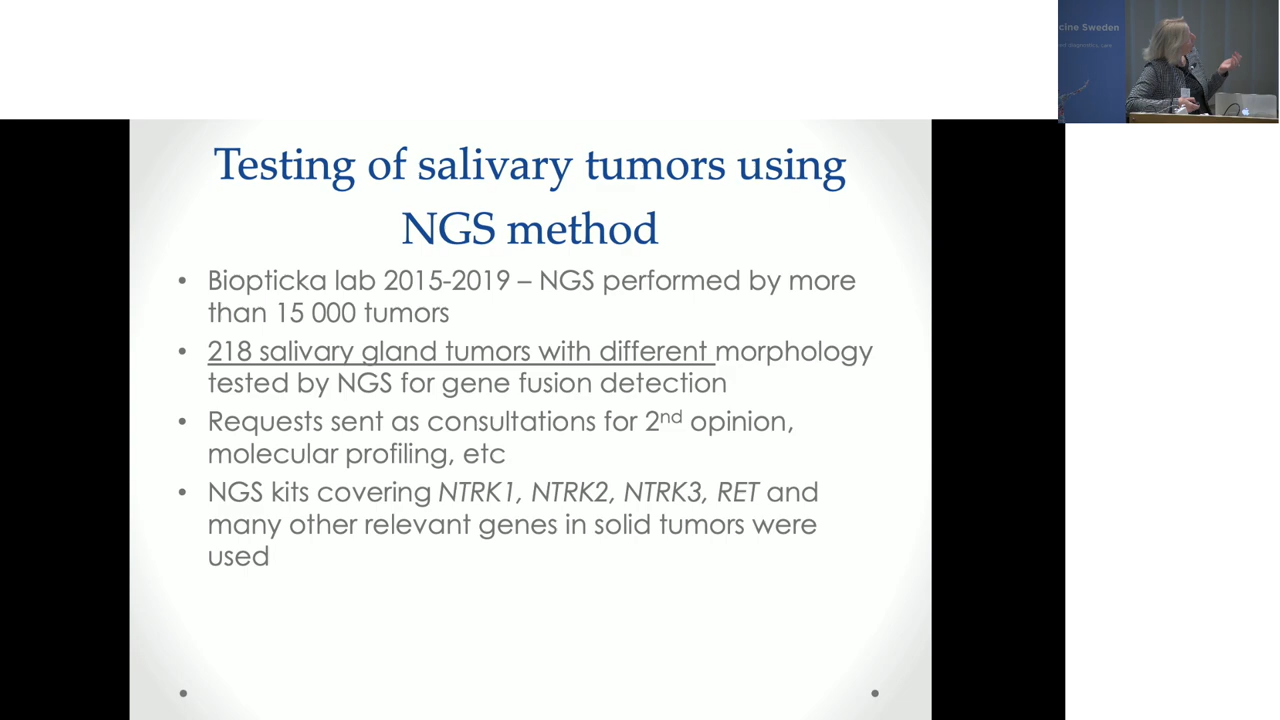 cine Sweden
Testing of salivary tumors using
NGS method
• Biopticka lab 2015-2019 – NGS performed by more
than 15 000 tumors
• 218 salivary gland tumors with different morphology
tested by NGS for gene fusion detection
• Requests sent as consultations for 2nd opinion,
molecular profiling, etc
• NGS kits covering NTRK1, NTRK2, NTRK3, RET and
many other relevant genes in solid tumors were
used